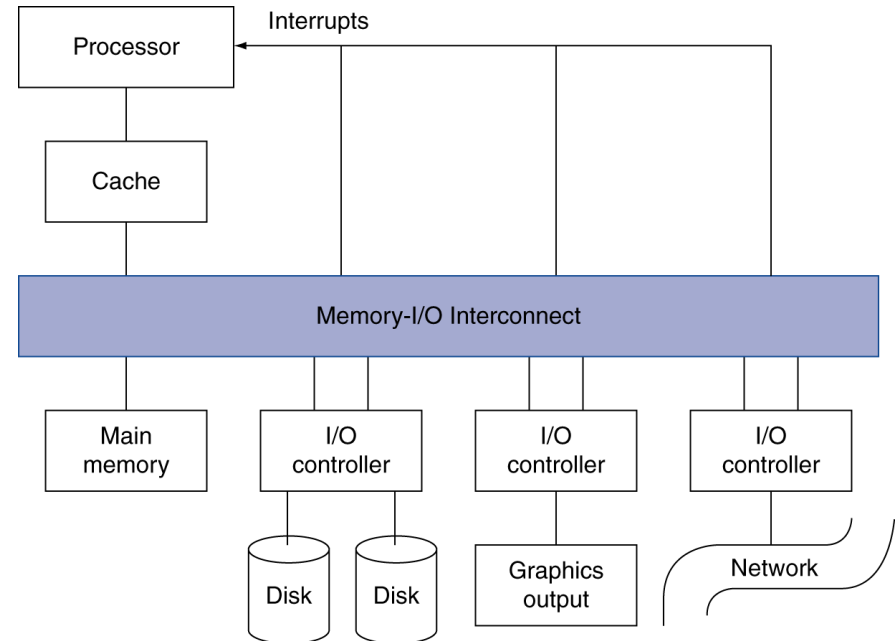 Interrupts
Processor
Cache
Memory-I/O Interconnect
Main
memory
I/O
controller
I/O
controller
I/O
controller
Disk
Disk
Graphics
output
Network